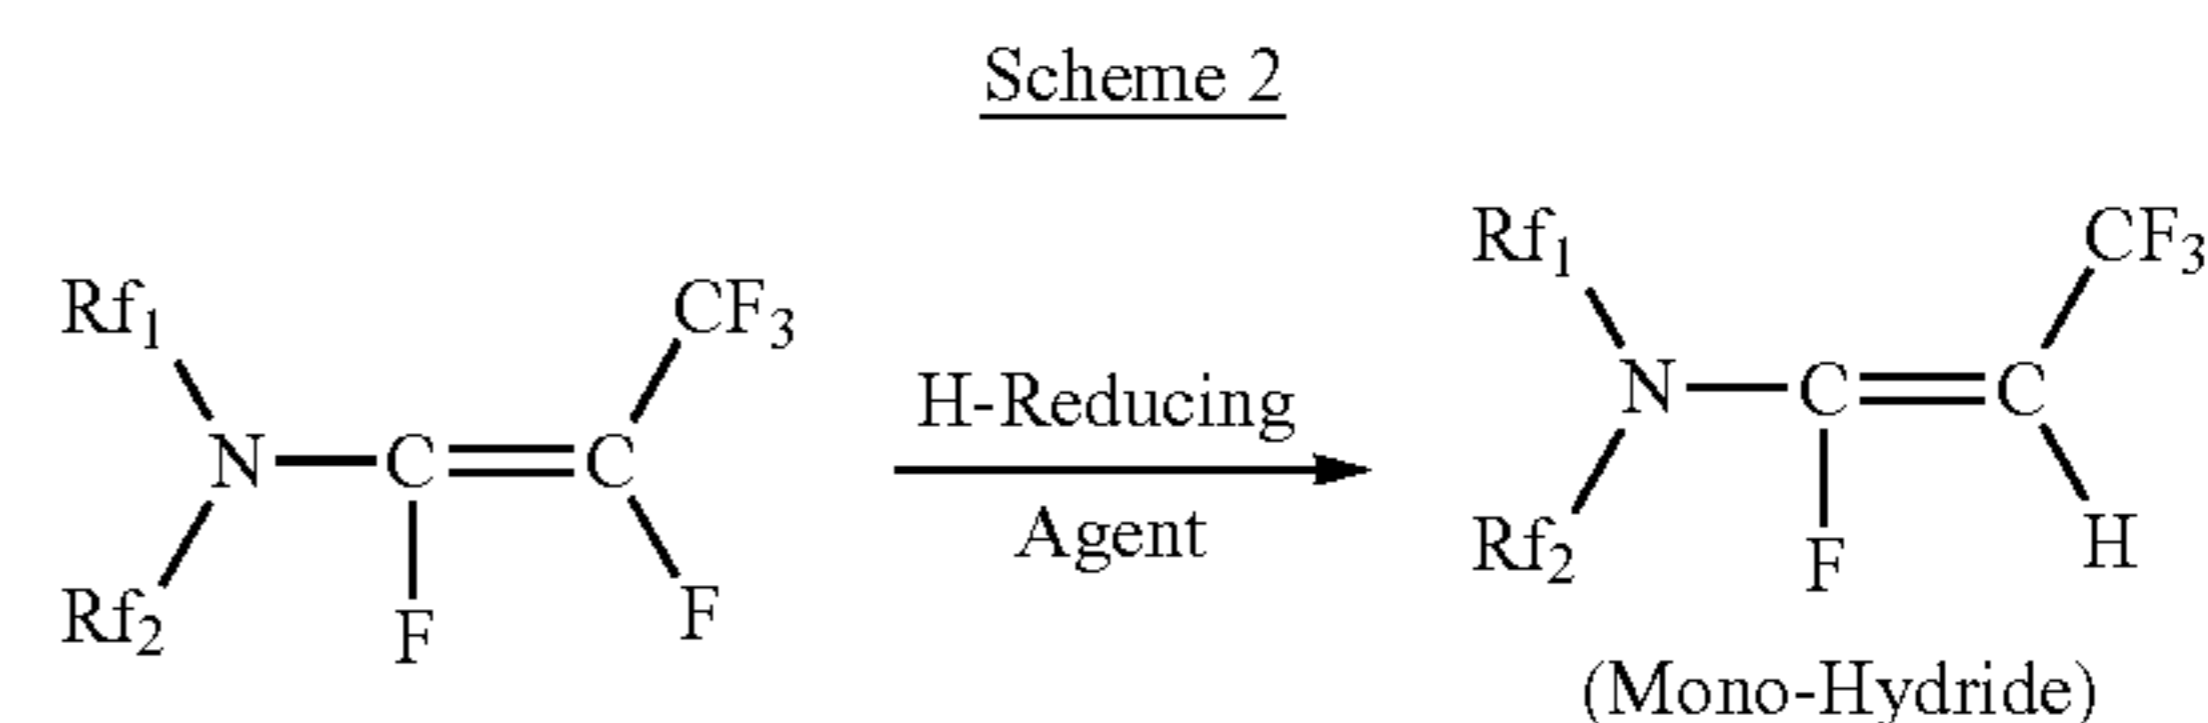 Scheme 2
Rf₁
CF₃
N—C=C
Rf₂
F
F
H-Reducing
Agent
Rf₁
CF₃
N—C=C
Rf₂
F
H
(Mono-Hydride)